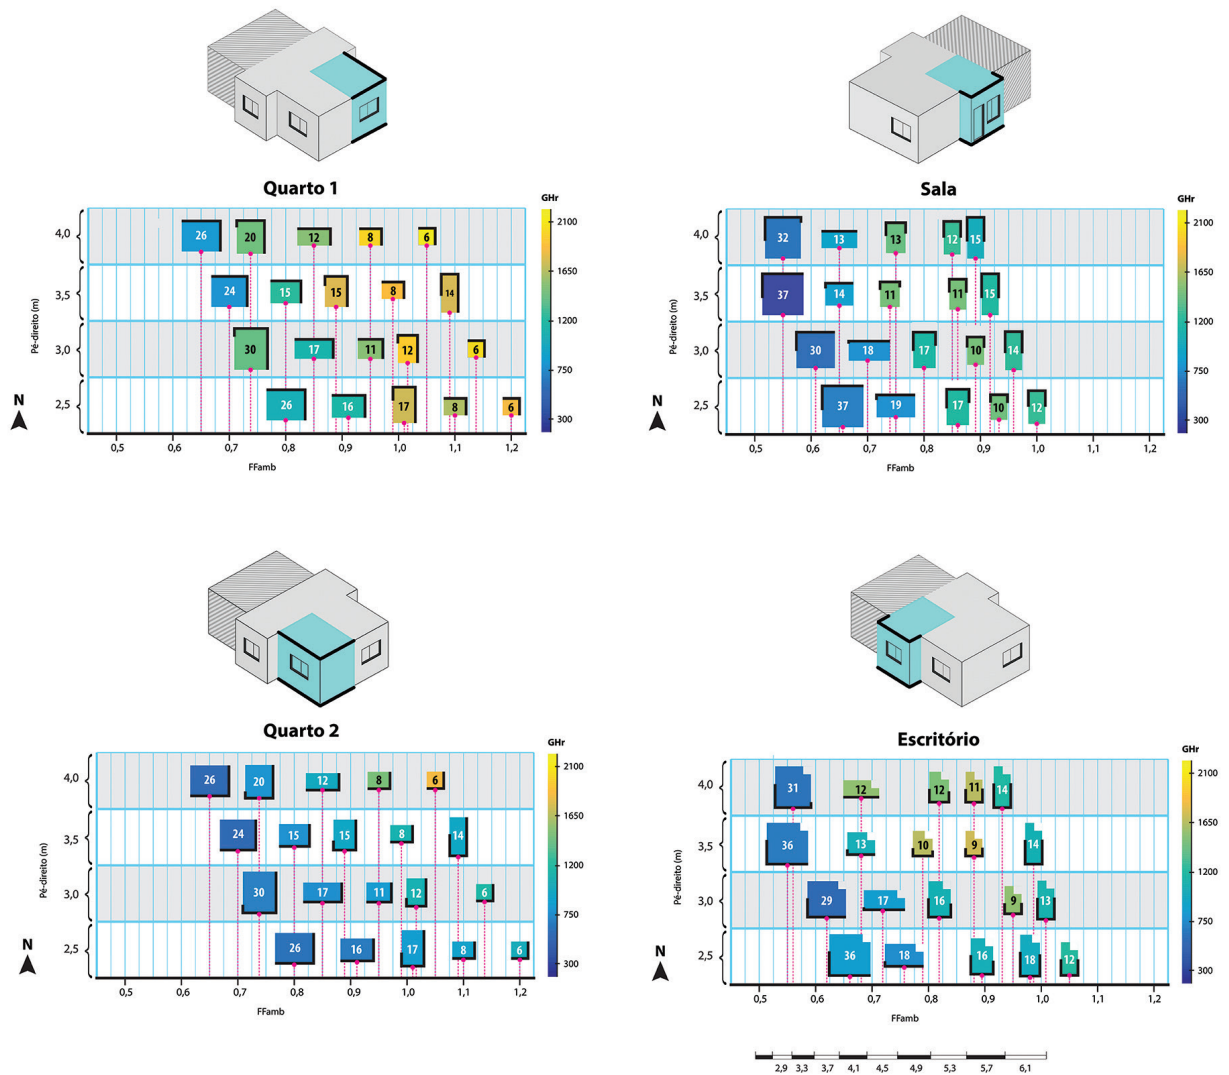 Quarto 1
GHr
4,0
26 20 12 8 6
2100
3,5
24 15 15 8 14
1650
Pé-direito (m)
1200
3,0
30 17 11 12 6
750
2,5
26 16 17 8 6
300
N
0,5 0,6 0,7 0,8 0,9 1,0 1,1 1,2
FFamb
Sala
GHr
4,0
32 13 13 12 15
2100
3,5
37 14 11 11 15
1650
Pé-direito (m)
1200
3,0
30 18 17 10 14
750
2,5
37 19 17 10 12
300
N
0,5 0,6 0,7 0,8 0,9 1,0 1,1 1,2
FFamb
Quarto 2
GHr
4,0
26 20 12 8 6
2100
3,5
24 15 15 8 14
1650
Pé-direito (m)
1200
3,0
30 17 11 12 6
750
2,5
26 16 17 8 6
300
N
0,5 0,6 0,7 0,8 0,9 1,0 1,1 1,2
FFamb
Escritório
GHr
4,0
31 12 12 11 14
2100
3,5
36 13 10 9 14
1650
Pé-direito (m)
1200
3,0
29 17 16 9 13
750
2,5
36 18 16 18 12
300
N
0,5 0,6 0,7 0,8 0,9 1,0 1,1 1,2
FFamb
2,9 3,3 3,7 4,1 4,5 4,9 5,3 5,7 6,1